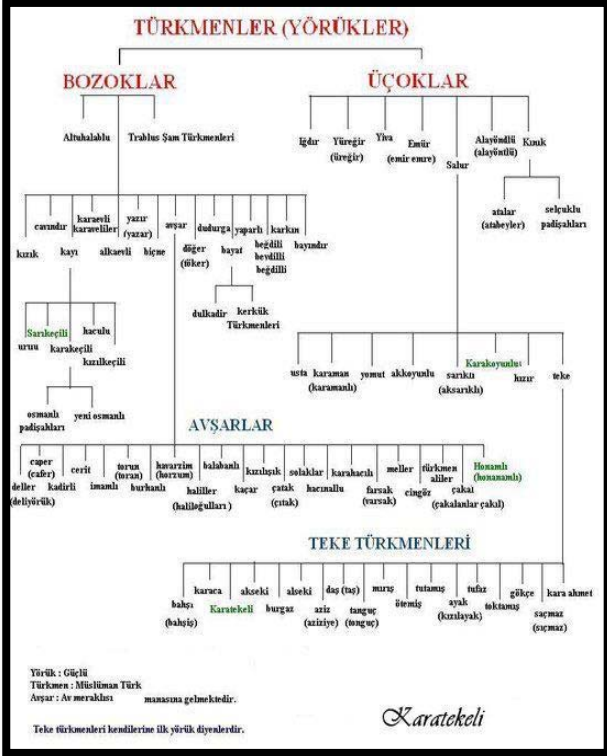 TÜRKMENLER (YÖRÜKLER)
BOZOKLAR
ÜÇOKLAR
Altuhalablu
Trablus Şam Türkmenleri
Iğdır
Yüreğir
(üreğir)
Yiva
Emür
(emir emre)
Salur
Alayöndlü
(alayöntlü)
Kınık
atalar
(atabeyler)
selçuklu
padişahları
kızık
cavındır
kayı
karaevli
karaveliler
alkaevli
yazır
(yazar)
biçne
avşar
döğer
(töker)
dudurga
bayat
yaparlı
beğdili
bevdilli
beğdilli
karkın
bayındır
dulkadir
kerkük
Türkmenleri
uruu
Sarıkeçili
karakeçili
haculu
kızılkeçili
osmanlı
padişahları
yeni osmanlı
usta
karaman
(karamanlı)
yomut
akkoyunlu
sarıktı
(aksarıklı)
Karakoyunlu
hızır
teke
AVŞARLAR
deller
(deliyörük)
caper
(cafer)
kadirli
cerit
imamlı
torun
(toran)
burhanlı
havarzim
(horzum)
haliller
(haliloğulları)
balabanlı
kaçar
kızılışık
çatak
(çıtak)
solaklar
hacınallu
karahacılı
farsak
(varsak)
meller
cingöz
türkmen
aliler
çakal
(çakalanlar çakıl)
Honamlı
(honanamlı)
TEKE TÜRKMENLERİ
bahşı
(bahşiş)
karaca
Karatekeli
akseki
burgaz
alseki
aziz
(aziziye)
daş (taş)
tanguç
(tonguç)
mırış
ötemiş
tutamış
ayak
(kızılayak)
tufaz
toktamış
gökçe
saçmaz
(sıçmaz)
kara ahmet
Yörük : Güçlü
Türkmen : Müslüman Türk
Avşar : Av meraklısı manasına gelmektedir.
Teke türkmenleri kendilerine ilk yörük diyenlerdir.
Karatekeli